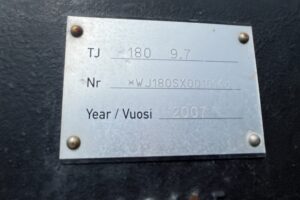 TJ 180 9.7
Nr
Year / Vuosi 2007